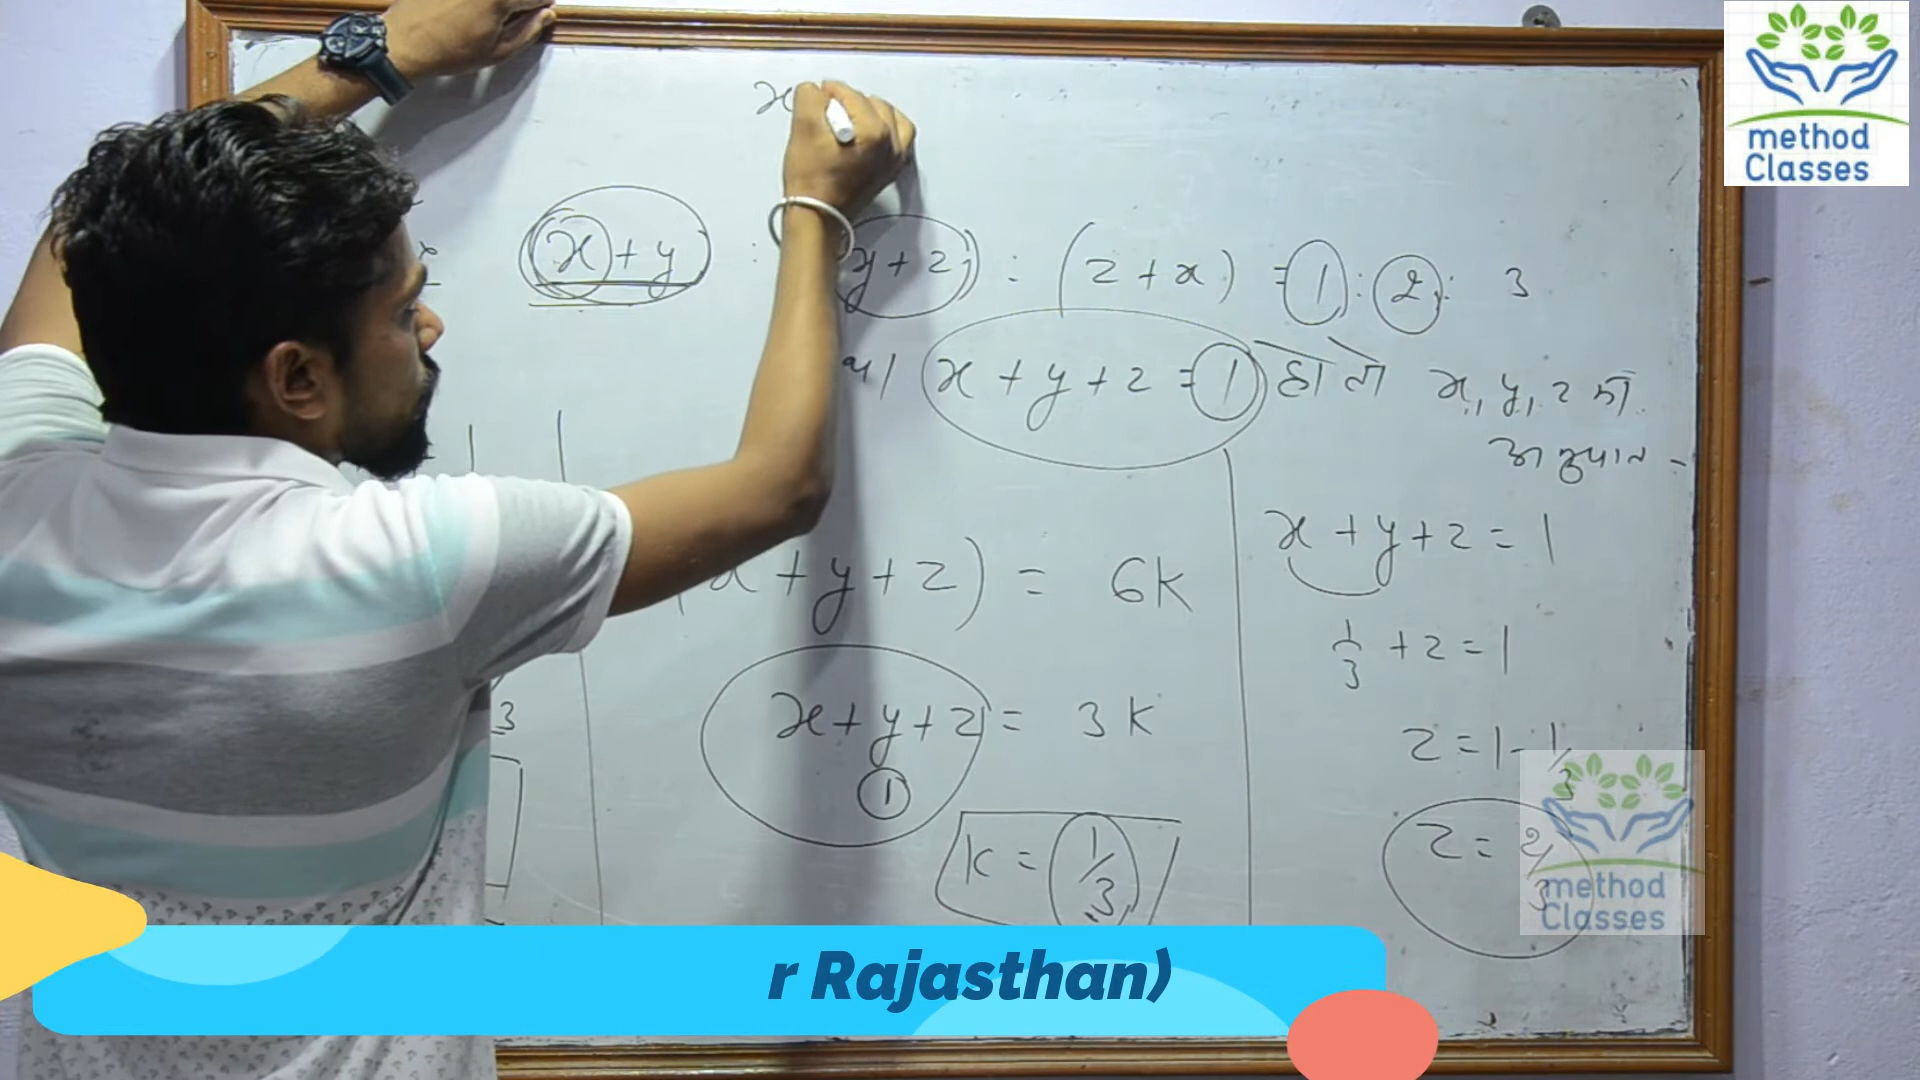 x
x + y : y + z) : (z + x) = 1 : 2 : 3
x + y + z = 1 हो तो x, y, z का
अनुपात -
x + y + z) = 6K
x + y + z = 3K
1
K = 1/3
3
x + y + z = 1
1/3 + z = 1
z = 1 - 1/3
z = 2/3
method
Classes
method
Classes
r Rajasthan)